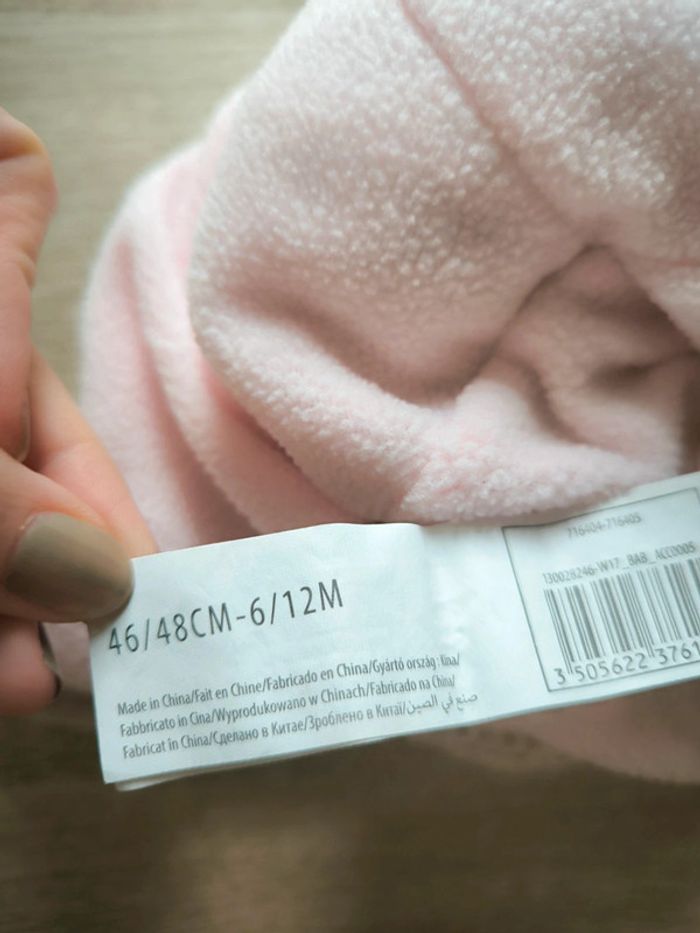 46/48CM-6/12M
Made in China/Fait en Chine/Fabricado en China/Gyártó ország: Kína/
Fabbricato in Cina/Wyprodukowano w Chinach/Fabricado na China/
Fabricat în China/Сделано в Китае/Зроблено в Китаї/صنع في الصين
716404-716405
130028246-W17_BAB_ACC0005
3 505622 3761